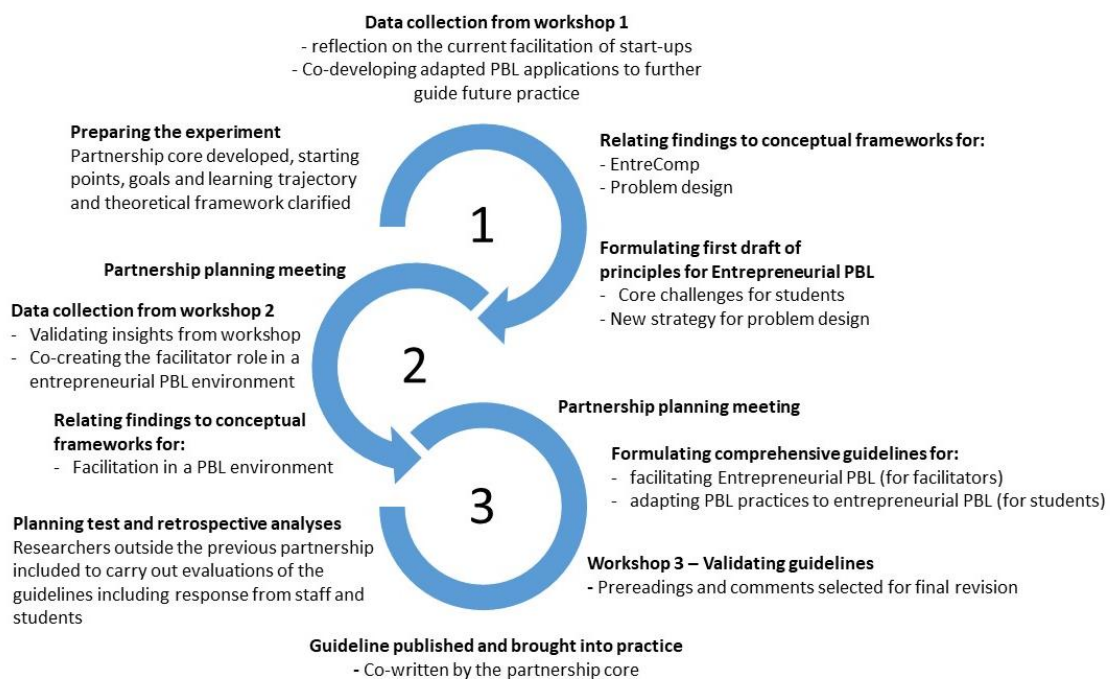 Data collection from workshop 1
- reflection on the current facilitation of start-ups
- Co-developing adapted PBL applications to further
guide future practice
Preparing the experiment
Partnership core developed, starting
points, goals and learning trajectory
and theoretical framework clarified
Relating findings to conceptual frameworks for:
- EntreComp
- Problem design
1
Formulating first draft of
principles for Entrepreneurial PBL
- Core challenges for students
- New strategy for problem design
Partnership planning meeting
Data collection from workshop 2
- Validating insights from workshop
- Co-creating the facilitator role in a
entrepreneurial PBL environment
2
Relating findings to conceptual
frameworks for:
- Facilitation in a PBL environment
Partnership planning meeting
Formulating comprehensive guidelines for:
- facilitating Entrepreneurial PBL (for facilitators)
- adapting PBL practices to entrepreneurial PBL (for students)
3
Workshop 3 – Validating guidelines
- Prereadings and comments selected for final revision
Planning test and retrospective analyses
Researchers outside the previous partnership
included to carry out evaluations of the
guidelines including response from staff and
students
Guideline published and brought into practice
- Co-written by the partnership core